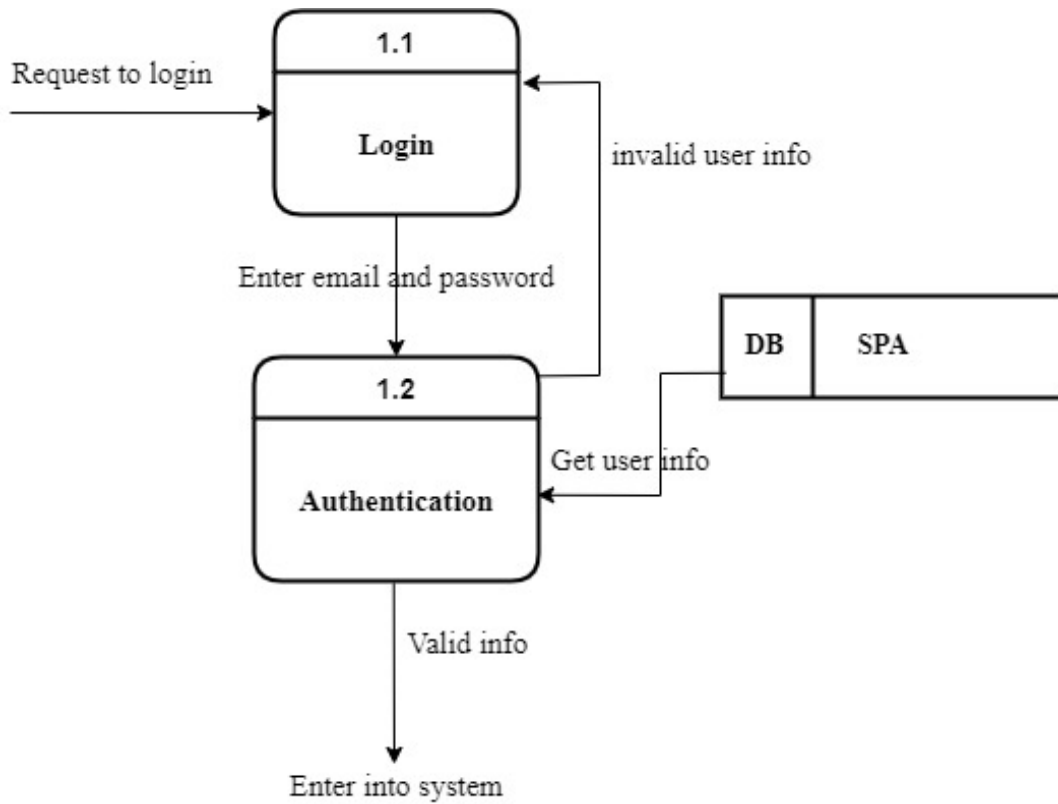 1.1
Request to login
Login
invalid user info
Enter email and password
DB SPA
1.2
Get user info
Authentication
Valid info
Enter into system